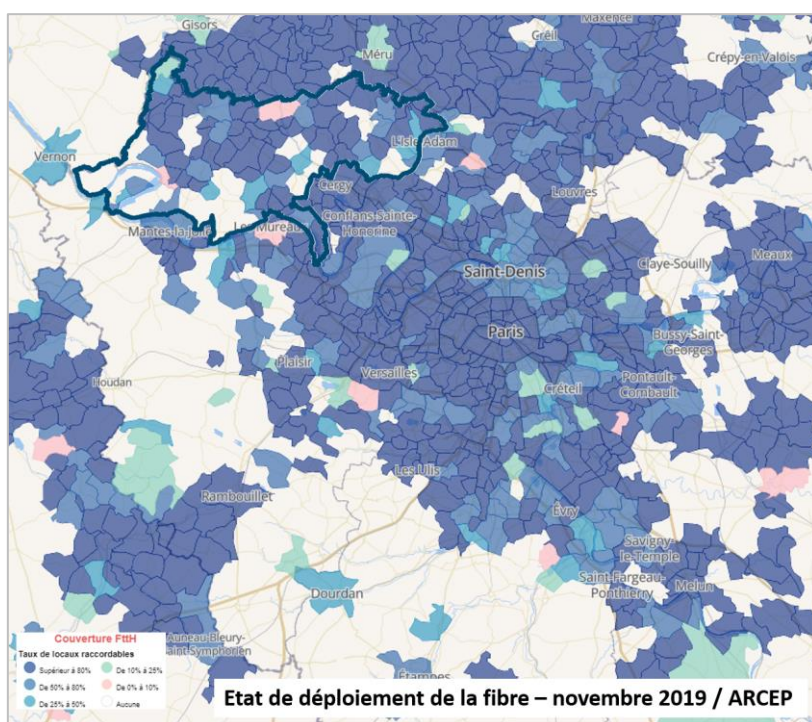 Gisors
Maxence
Creil
Méru
Crépy-en-Valois
Vernon
L'Isle Adam
Cergy
Louvres
Conflans-Sainte-
Honorine
Mantes-la-Jolie
Les Mureaux
Saint-Denis
Claye-Souilly
Meaux
Paris
Bussy-Saint-
Georges
Plaisir
Versailles
Houdan
Créteil
Pontault-
Combault
Les Ulis
Rambouillet
Évry
Savigny
le-Temple
Saint-Fargeau-
Ponthierry
Melun
Dourdan
Auneau-Bleury-
Saint-Symphorien
Étampes
Couverture FttH
Taux de locaux raccordables
Supérieur à 80%
De 10% à 25%
De 50% à 80%
De 0% à 10%
De 25% à 50%
Aucune
Etat de déploiement de la fibre – novembre 2019 / ARCEP